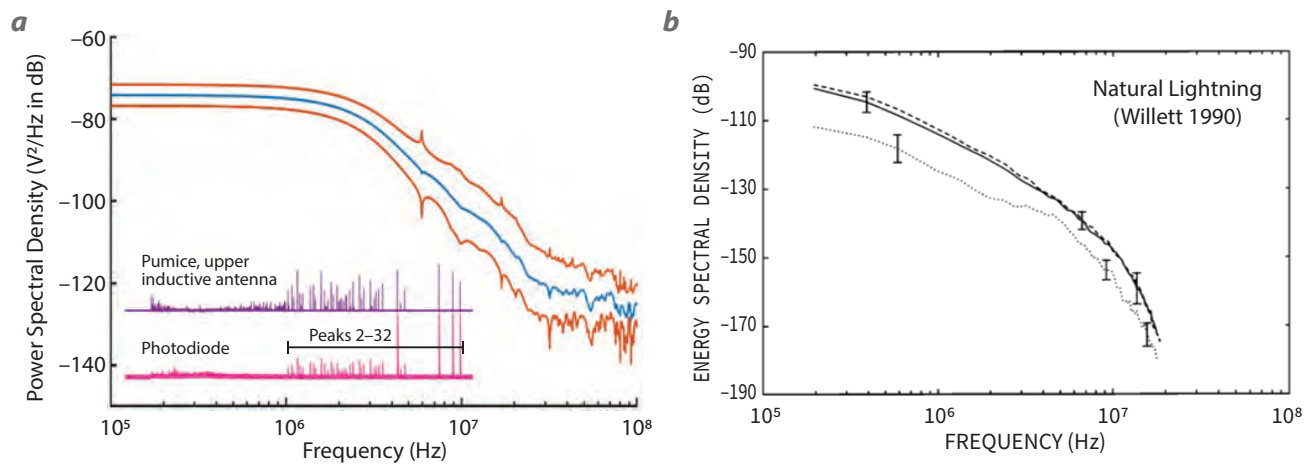 a
Power Spectral Density (V²/Hz in dB)
–60
–80
–100
–120
–140
Pumice, upper
inductive antenna
Peaks 2–32
Photodiode
10⁵
10⁶
10⁷
10⁸
Frequency (Hz)
b
ENERGY SPECTRAL DENSITY (dB)
–90
–110
–130
–150
–170
–190
Natural Lightning
(Willett 1990)
10⁵
10⁶
10⁷
10⁸
FREQUENCY (Hz)